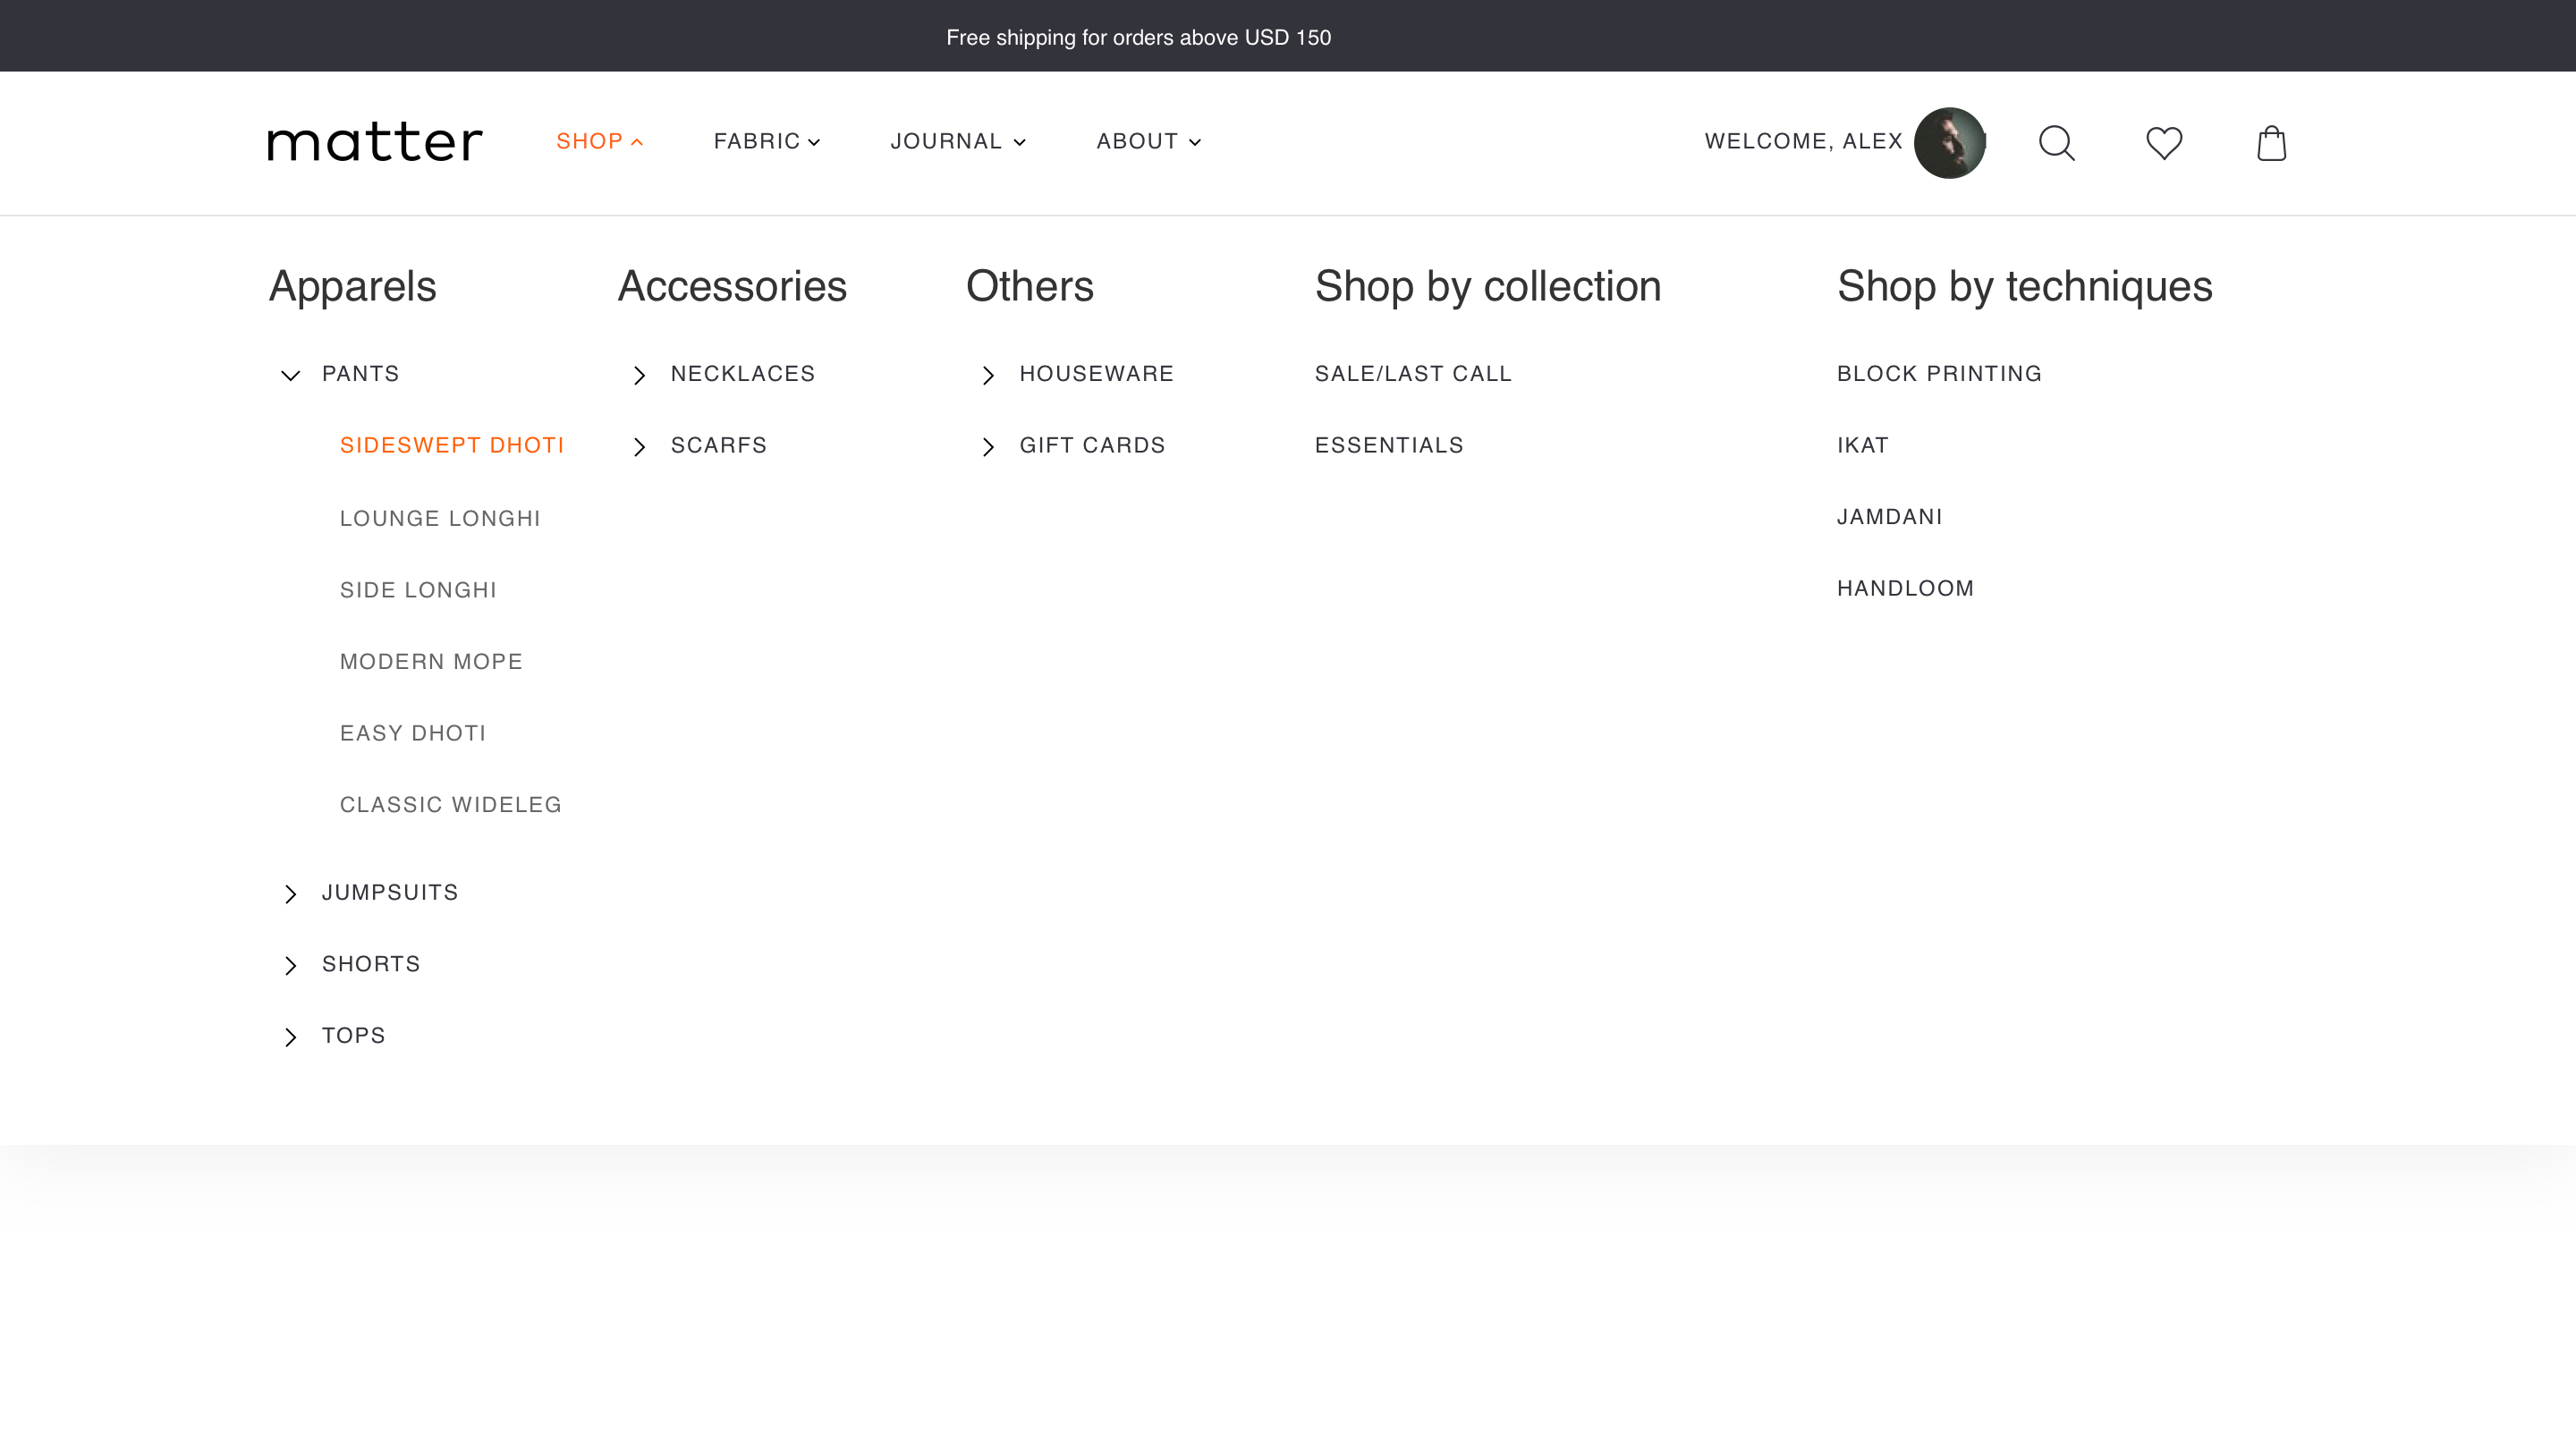 Free shipping for orders above USD 150
matter
SHOP
FABRIC
JOURNAL
ABOUT
WELCOME, ALEX
Apparels
PANTS
SIDESWEPT DHOTI
LOUNGE LONGHI
SIDE LONGHI
MODERN MOPE
EASY DHOTI
CLASSIC WIDELEG
JUMPSUITS
SHORTS
TOPS
Accessories
NECKLACES
SCARFS
Others
HOUSEWARE
GIFT CARDS
Shop by collection
SALE/LAST CALL
ESSENTIALS
Shop by techniques
BLOCK PRINTING
IKAT
JAMDANI
HANDLOOM